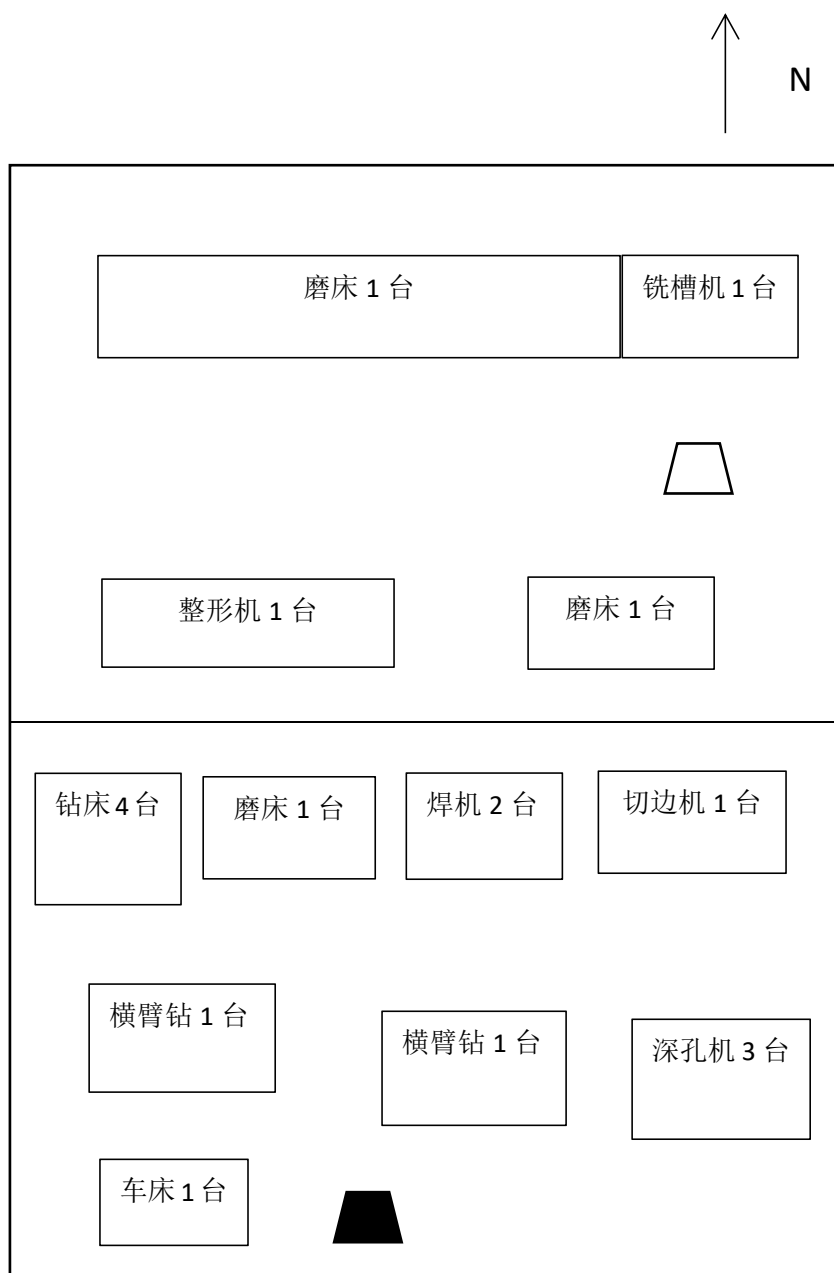 N
磨床 1 台
铣槽机 1 台
整形机 1 台
磨床 1 台
钻床 4 台
磨床 1 台
焊机 2 台
切边机 1 台
横臂钻 1 台
横臂钻 1 台
深孔机 3 台
车床 1 台